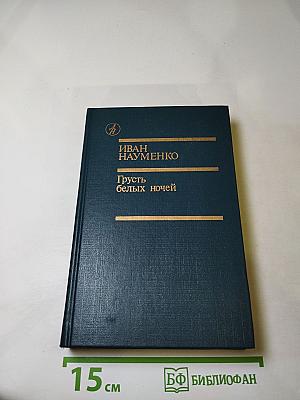 ИВАН
НАУМЕНКО
Грусть
белых ночей
15 см
БФ БИБЛИОФАН